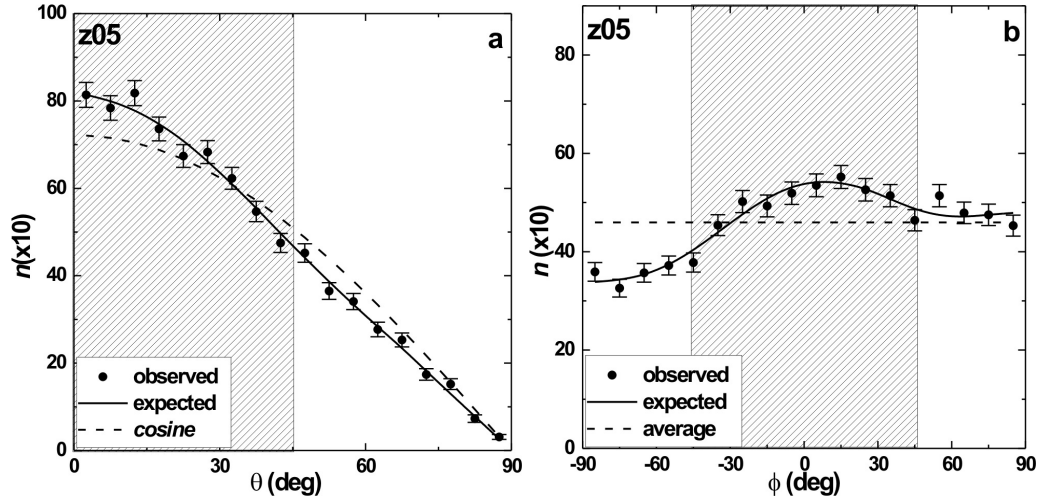 z05
a
100
80
60
40
20
0
n(x10)
observed
expected
cosine
0
30
60
90
θ (deg)
z05
b
80
60
40
20
0
n (x10)
observed
expected
average
-90
-60
-30
0
30
60
90
ϕ (deg)